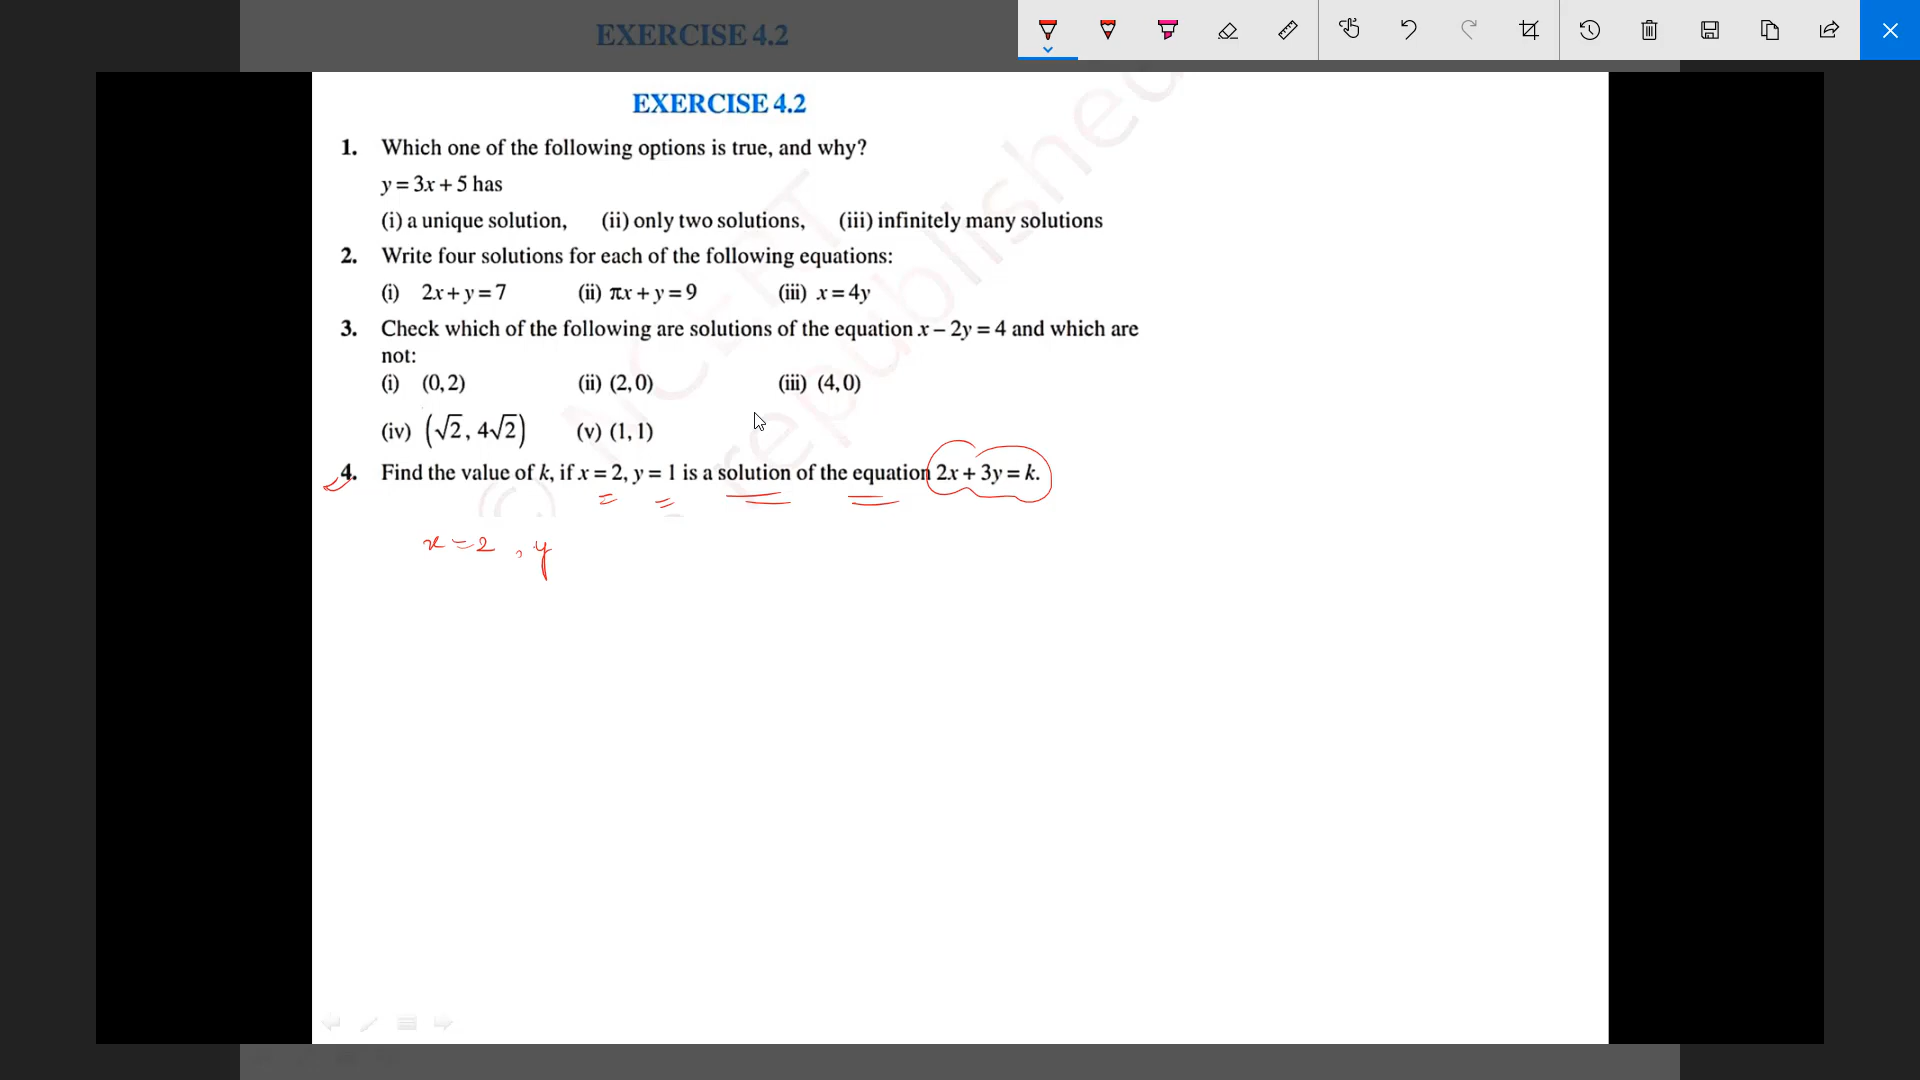 EXERCISE 4.2
EXERCISE 4.2
1. Which one of the following options is true, and why?
y = 3x + 5 has
(i) a unique solution, (ii) only two solutions, (iii) infinitely many solutions
2. Write four solutions for each of the following equations:
(i) 2x + y = 7 (ii) πx + y = 9 (iii) x = 4y
3. Check which of the following are solutions of the equation x – 2y = 4 and which are
not:
(i) (0, 2) (ii) (2, 0) (iii) (4, 0)
(iv) (√2, 4√2) (v) (1, 1)
4. Find the value of k, if x = 2, y = 1 is a solution of the equation 2x + 3y = k.
x = 2 , y
© NCERT
republished